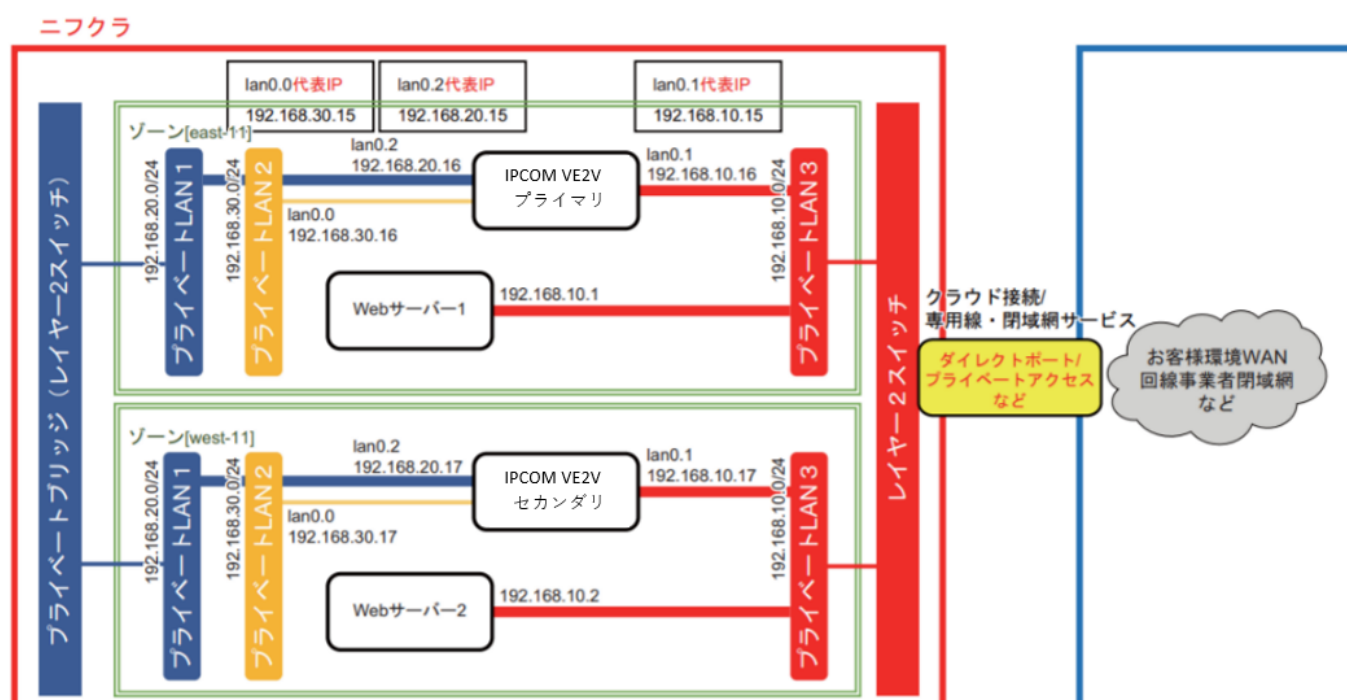 ニフクラ
lan0.0代表IP
192.168.30.15
lan0.2代表IP
192.168.20.15
lan0.1代表IP
192.168.10.15
プライベートブリッジ（レイヤー2スイッチ）
ゾーン[east-11]
192.168.20.0/24
プライベートLAN 1
192.168.30.0/24
プライベートLAN 2
lan0.2
192.168.20.16
lan0.0
192.168.30.16
IPCOM VE2V
プライマリ
lan0.1
192.168.10.16
192.168.10.0/24
プライベートLAN 3
Webサーバー1
192.168.10.1
ゾーン[west-11]
192.168.20.0/24
プライベートLAN 1
192.168.30.0/24
プライベートLAN 2
lan0.2
192.168.20.17
lan0.0
192.168.30.17
IPCOM VE2V
セカンダリ
lan0.1
192.168.10.17
192.168.10.0/24
プライベートLAN 3
Webサーバー2
192.168.10.2
レイヤー2スイッチ
クラウド接続/
専用線・閉域網サービス
ダイレクトポート/
プライベートアクセス
など
お客様環境WAN
回線事業者閉域網
など